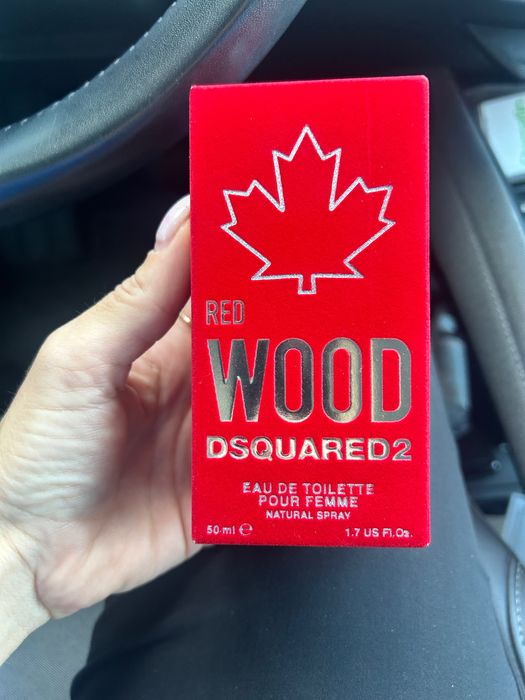 RED
WOOD
DSQUARED2
EAU DE TOILETTE
POUR FEMME
NATURAL SPRAY
50 ml ℮ 1.7 US Fl.Oz.